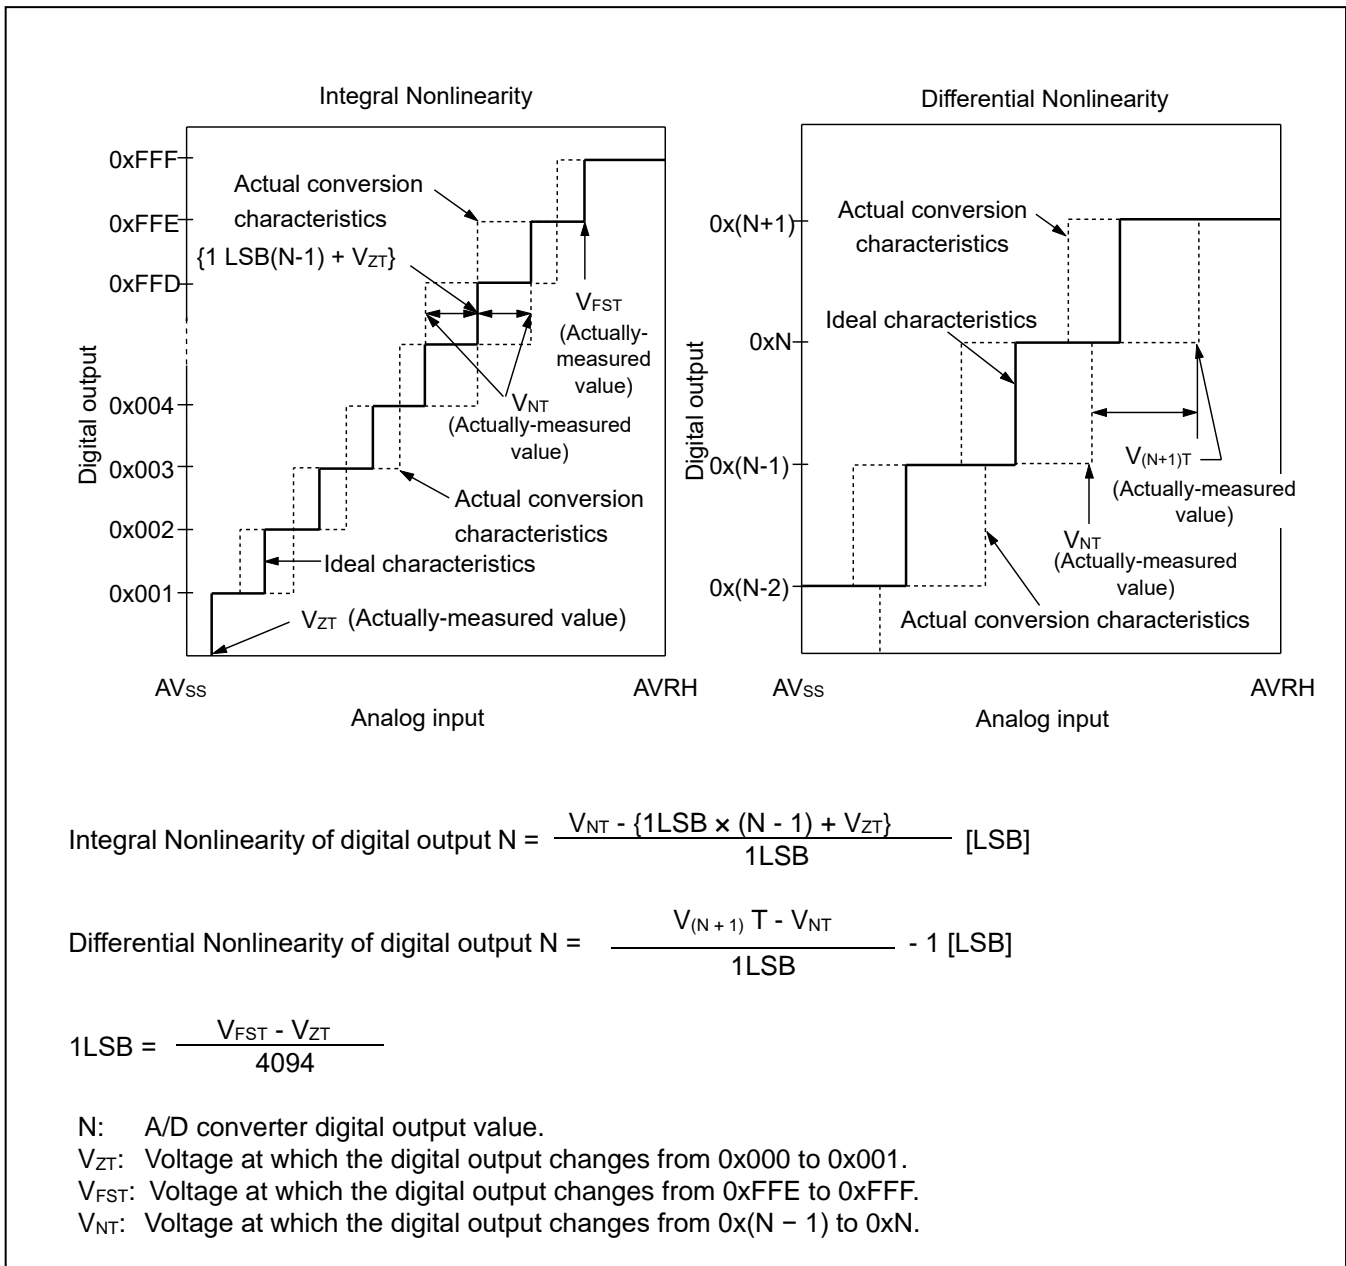 Integral Nonlinearity
0xFFF
0xFFE
0xFFD
0x004
0x003
0x002
0x001
Digital output
Actual conversion
characteristics
{1 LSB(N-1) + VZT}
VFST
(Actually-
measured
value)
VNT
(Actually-measured
value)
Actual conversion
characteristics
Ideal characteristics
VZT (Actually-measured value)
AVSS
AVRH
Analog input
Differential Nonlinearity
0x(N+1)
0xN
0x(N-1)
0x(N-2)
Digital output
Actual conversion
characteristics
Ideal characteristics
V(N+1)T
(Actually-measured
value)
VNT
(Actually-measured
value)
Actual conversion characteristics
AVSS
AVRH
Analog input
Integral Nonlinearity of digital output N = VNT - {1LSB × (N - 1) + VZT} [LSB]
1LSB
Differential Nonlinearity of digital output N = V(N + 1) T - VNT - 1 [LSB]
1LSB
1LSB = VFST - VZT
4094
N: A/D converter digital output value.
VZT: Voltage at which the digital output changes from 0x000 to 0x001.
VFST: Voltage at which the digital output changes from 0xFFE to 0xFFF.
VNT: Voltage at which the digital output changes from 0x(N − 1) to 0xN.